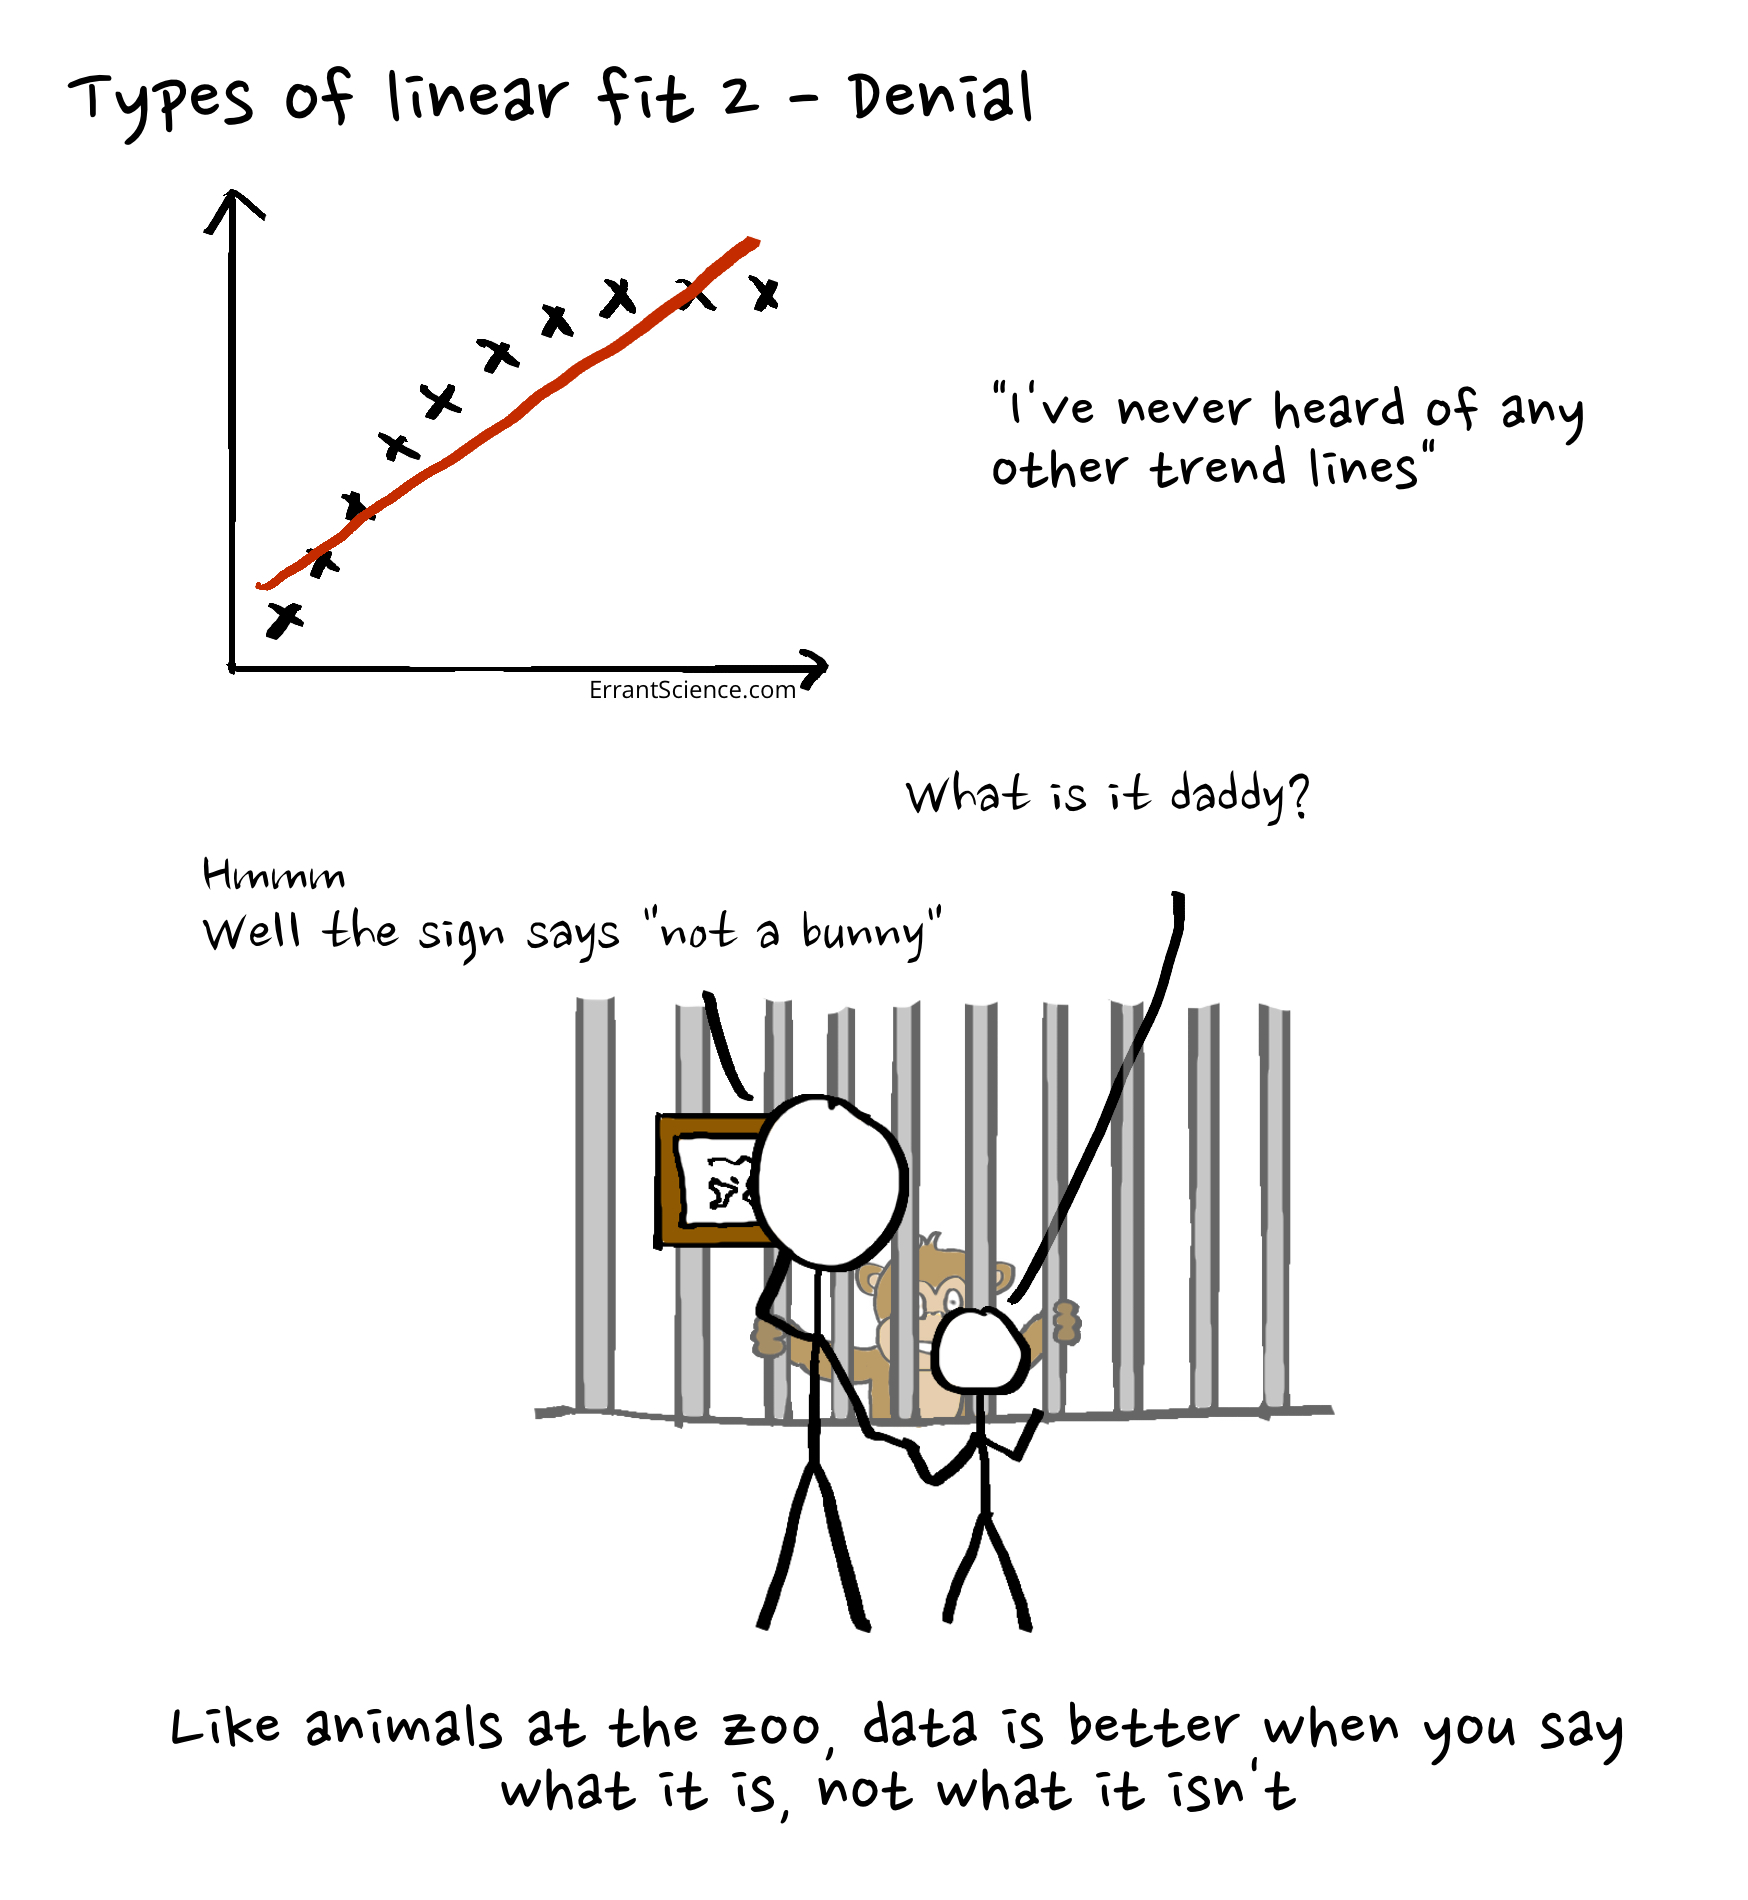 Types of linear fit 2 - Denial
"I've never heard of any
other trend lines"
ErrantScience.com
What is it daddy?
Hmmm
Well the sign says "not a bunny"
Like animals at the zoo, data is better when you say
what it is, not what it isn't